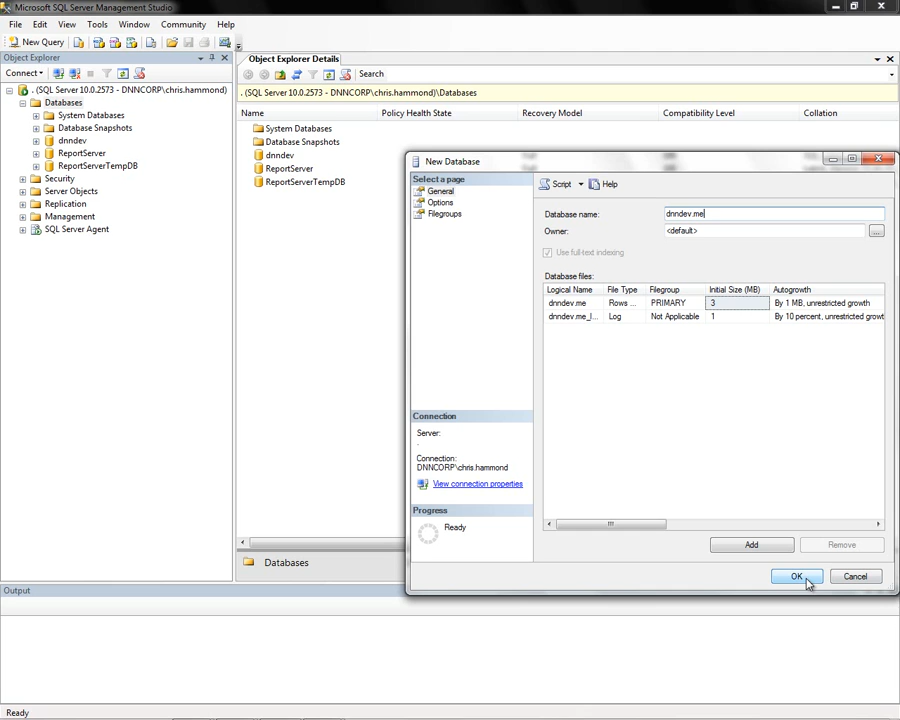 Microsoft SQL Server Management Studio
File Edit View Tools Window Community Help
New Query
Object Explorer
Connect
. (SQL Server 10.0.2573 - DNNCORP\chris.hammond)
Databases
System Databases
Database Snapshots
dnndev
ReportServer
ReportServerTempDB
Security
Server Objects
Replication
Management
SQL Server Agent
Object Explorer Details
Search
. (SQL Server 10.0.2573 - DNNCORP\chris.hammond)\Databases
Name Policy Health State Recovery Model Compatibility Level Collation
System Databases
Database Snapshots
dnndev
ReportServer
ReportServerTempDB
Databases
New Database
Select a page
General
Options
Filegroups
Connection
Server:
.
Connection:
DNNCORP\chris.hammond
View connection properties
Progress
Ready
Script Help
Database name: dnndev.me
Owner: <default> ...
Use full-text indexing
Database files:
Logical Name File Type Filegroup Initial Size (MB) Autogrowth
dnndev.me Rows ... PRIMARY 3 By 1 MB, unrestricted growth
dnndev.me_l... Log Not Applicable 1 By 10 percent, unrestricted growt
Add Remove
OK Cancel
Output
Ready